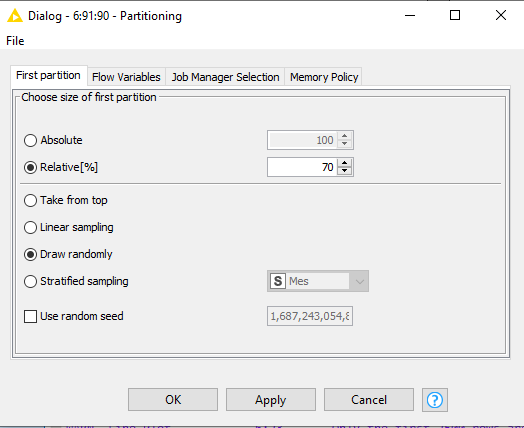 Dialog - 6:91:90 - Partitioning
File
First partition Flow Variables Job Manager Selection Memory Policy
Choose size of first partition
Absolute 100
Relative[%] 70
Take from top
Linear sampling
Draw randomly
Stratified sampling S Mes
Use random seed 1,687,243,054,8
OK Apply Cancel ?